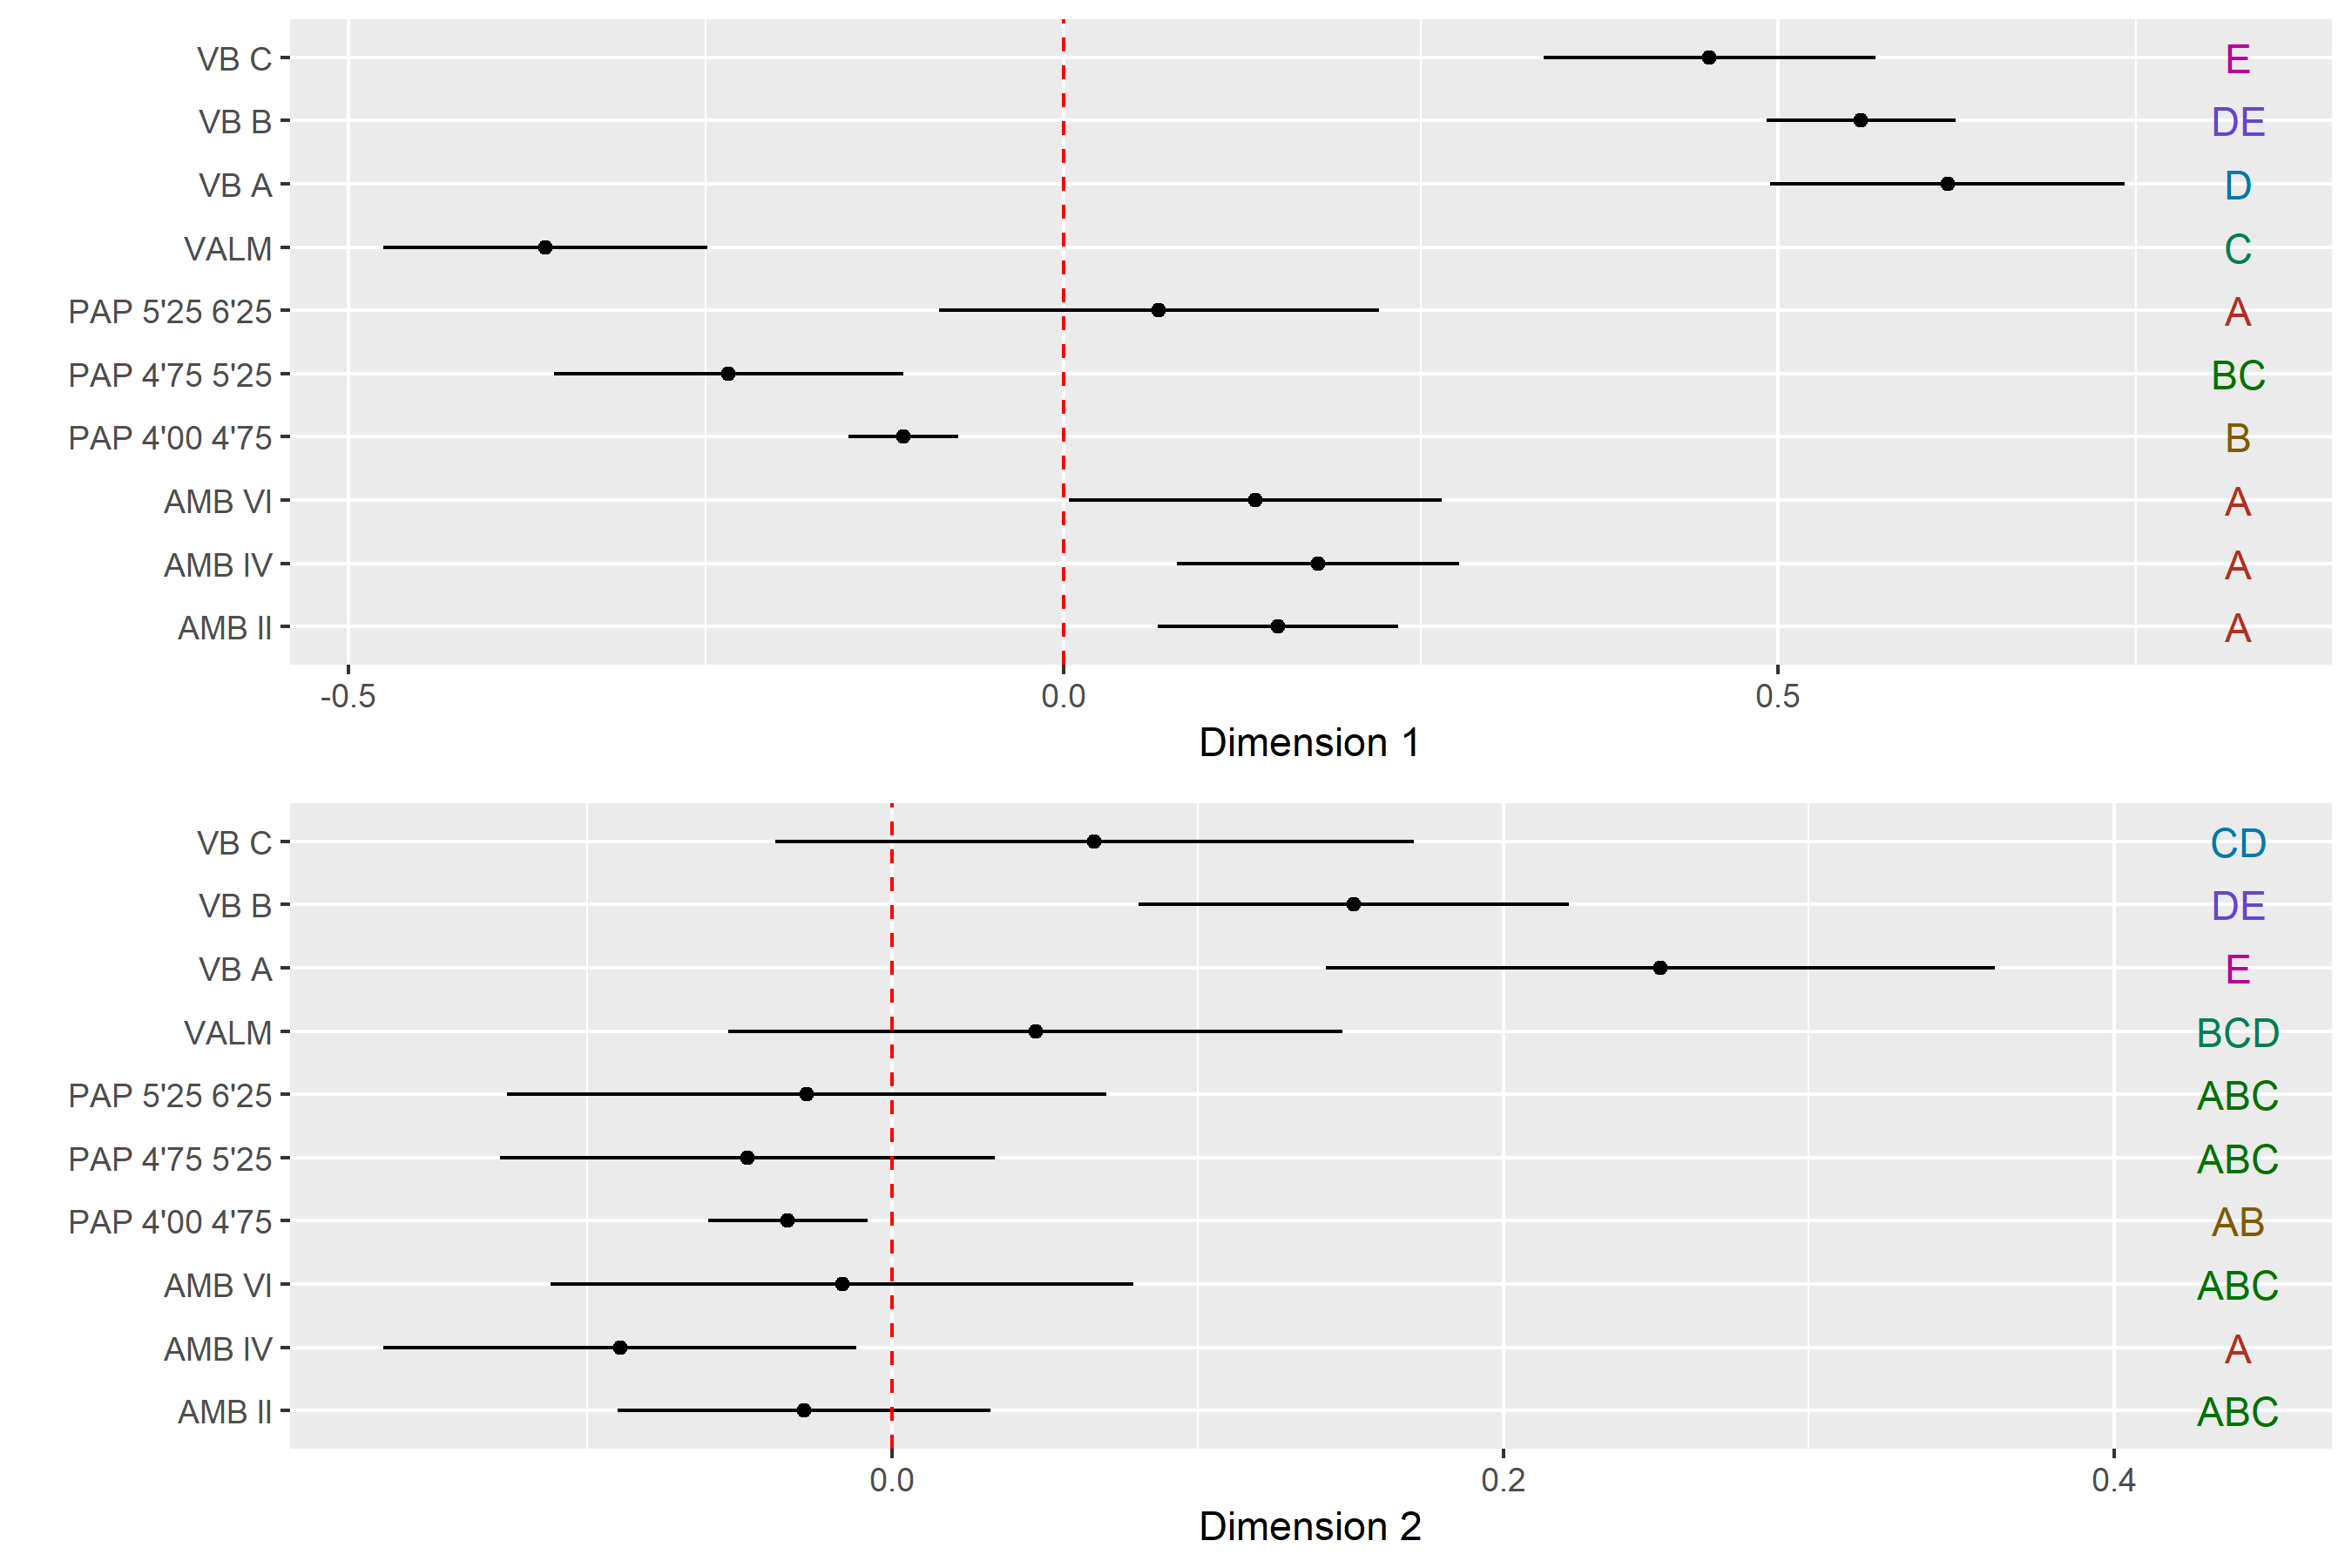 VB C E
VB B DE
VB A D
VALM C
PAP 5'25 6'25 A
PAP 4'75 5'25 BC
PAP 4'00 4'75 B
AMB VI A
AMB IV A
AMB II A
-0.5 0.0 0.5
Dimension 1
VB C CD
VB B DE
VB A E
VALM BCD
PAP 5'25 6'25 ABC
PAP 4'75 5'25 ABC
PAP 4'00 4'75 AB
AMB VI ABC
AMB IV A
AMB II ABC
0.0 0.2 0.4
Dimension 2